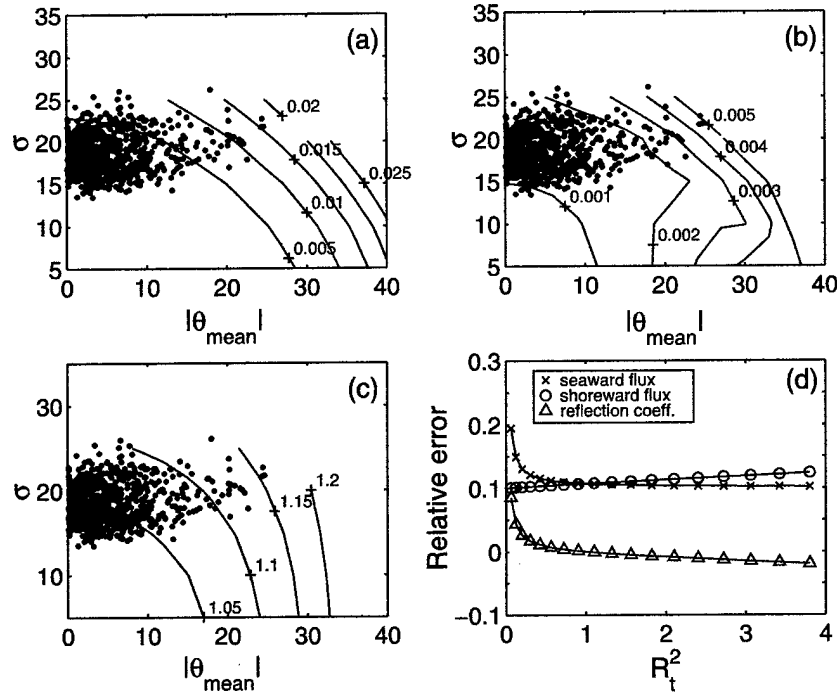 (a)
35
30
25
20
15
10
5
σ
0.02
0.015
0.025
0.01
0.005
0 10 20 30 40
|θmean|
(b)
35
30
25
20
15
10
5
σ
0.005
0.004
0.003
0.001
0.002
0 10 20 30 40
|θmean|
(c)
30
20
10
σ
1.2
1.15
1.1
1.05
0 10 20 30 40
|θmean|
(d)
0.3
0.2
0.1
0
−0.1
Relative error
seaward flux
shoreward flux
reflection coeff.
0 1 2 3 4
R_t^2